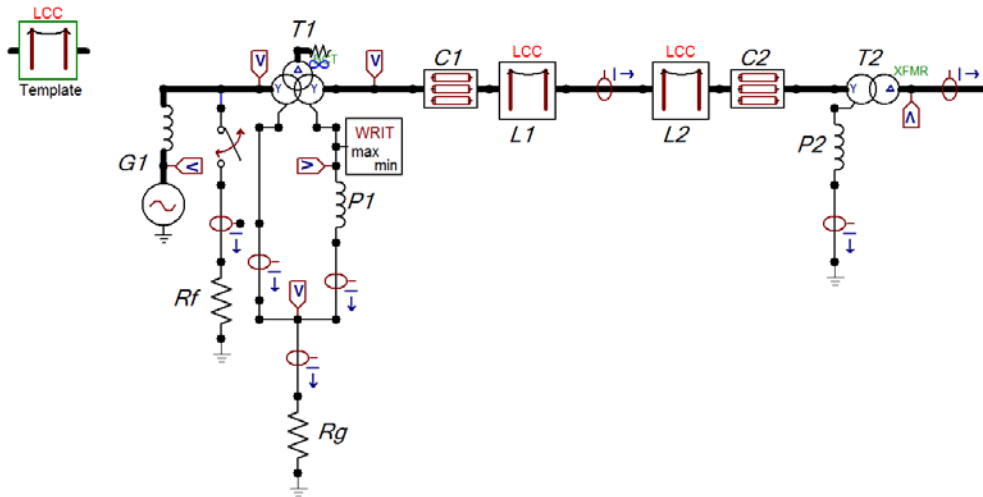 LCC
Template
T1
SAT
Y
Y
V
V
C1
LCC
L1
I
LCC
L2
C2
T2
XFMR
Y
I
V
G1
V
WRIT
max
min
V
P1
P2
I
I
I
I
V
Rf
I
Rg